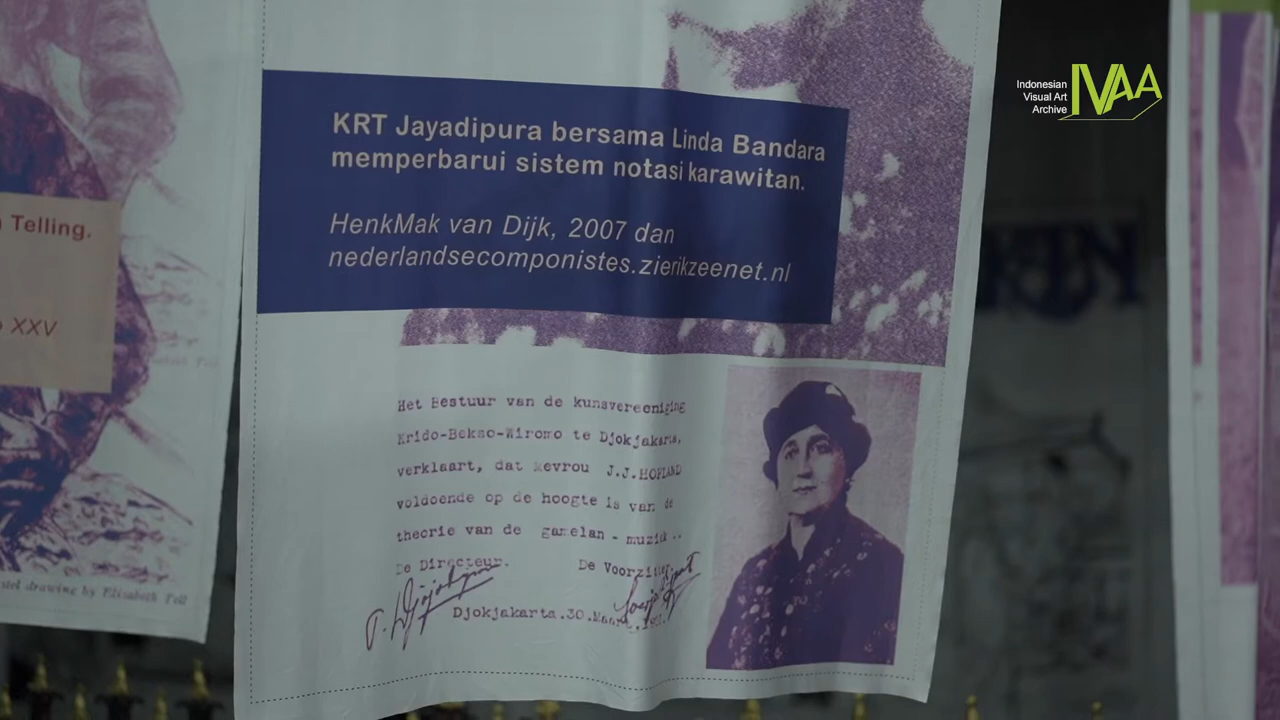 Indonesian
Visual Art
Archive
IVAA
KRT Jayadipura bersama Linda Bandara
memperbarui sistem notasi karawitan.
HenkMak van Dijk, 2007 dan
nederlandsecomponistes.zierikzeenet.nl
Telling.
XXV
Het Bestuur van de kunsvereeniging
Krido-Bekso-Wiromo te Djokjakarta,
verklaart, dat Mevrou J.J.HOFLAND
voldoende op de hoogte is van de
theorie van de gamelan - muziek ..
De Directeur. De Voorzitter
Djokjakarta.30.Maart.
drawing by Elisabeth Tell